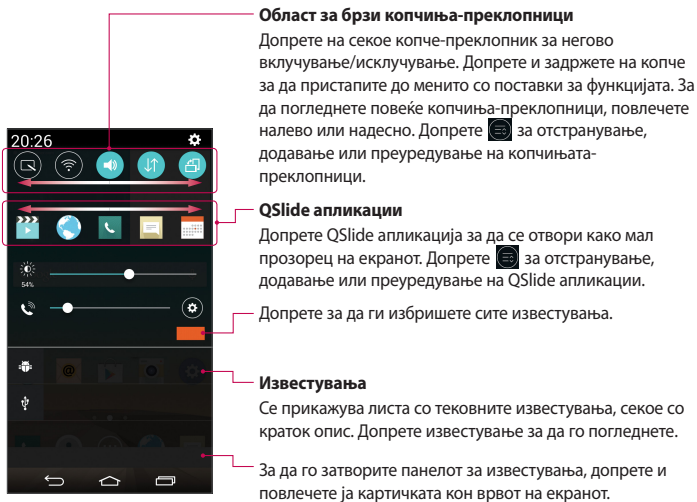 Област за брзи копчиња-преклопници
Допрете на секое копче-преклопник за негово
вклучување/исклучување. Допрете и задржете на копче
за да пристапите до менито со поставки за функцијата. За
да погледнете повеќе копчиња-преклопници, повлечете
налево или надесно. Допрете за отстранување,
додавање или преуредување на копчињата-
преклопници.
20:26
QSlide апликации
Допрете QSlide апликација за да се отвори како мал
прозорец на екранот. Допрете за отстранување,
додавање или преуредување на QSlide апликации.
54%
Допрете за да ги избришете сите известувања.
Известувања
Се прикажува листа со тековните известувања, секое со
краток опис. Допрете известување за да го погледнете.
За да го затворите панелот за известувања, допрете и
повлечете ја картичката кон врвот на екранот.